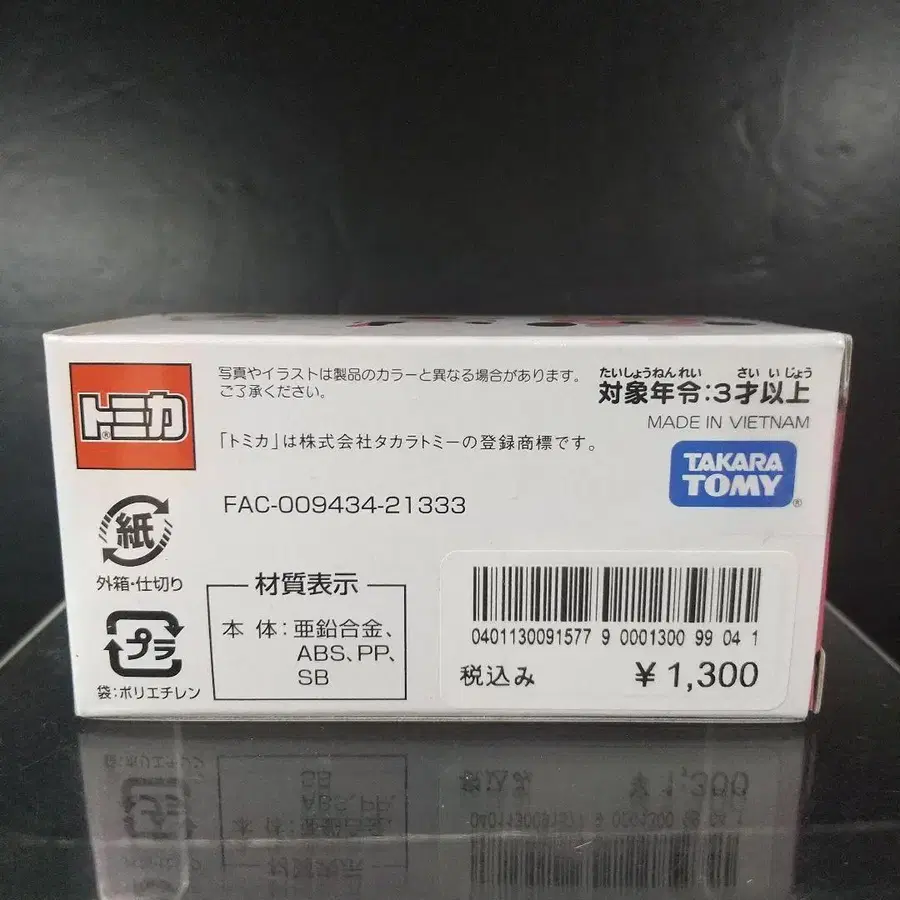 トミカ®
写真やイラストは製品のカラーと異なる場合があります。
ご了承ください。
「トミカ」は株式会社タカラトミーの登録商標です。
たいしょうねんれい さい いじょう
対象年令:3才以上
MADE IN VIETNAM
TAKARA
TOMY®
FAC-009434-21333
紙
外箱・仕切り
プラ
袋:ポリエチレン
材質表示
本 体:亜鉛合金、
ABS、PP、
SB
0401130091577 9 0001300 99 04 1
税込み ¥1,300